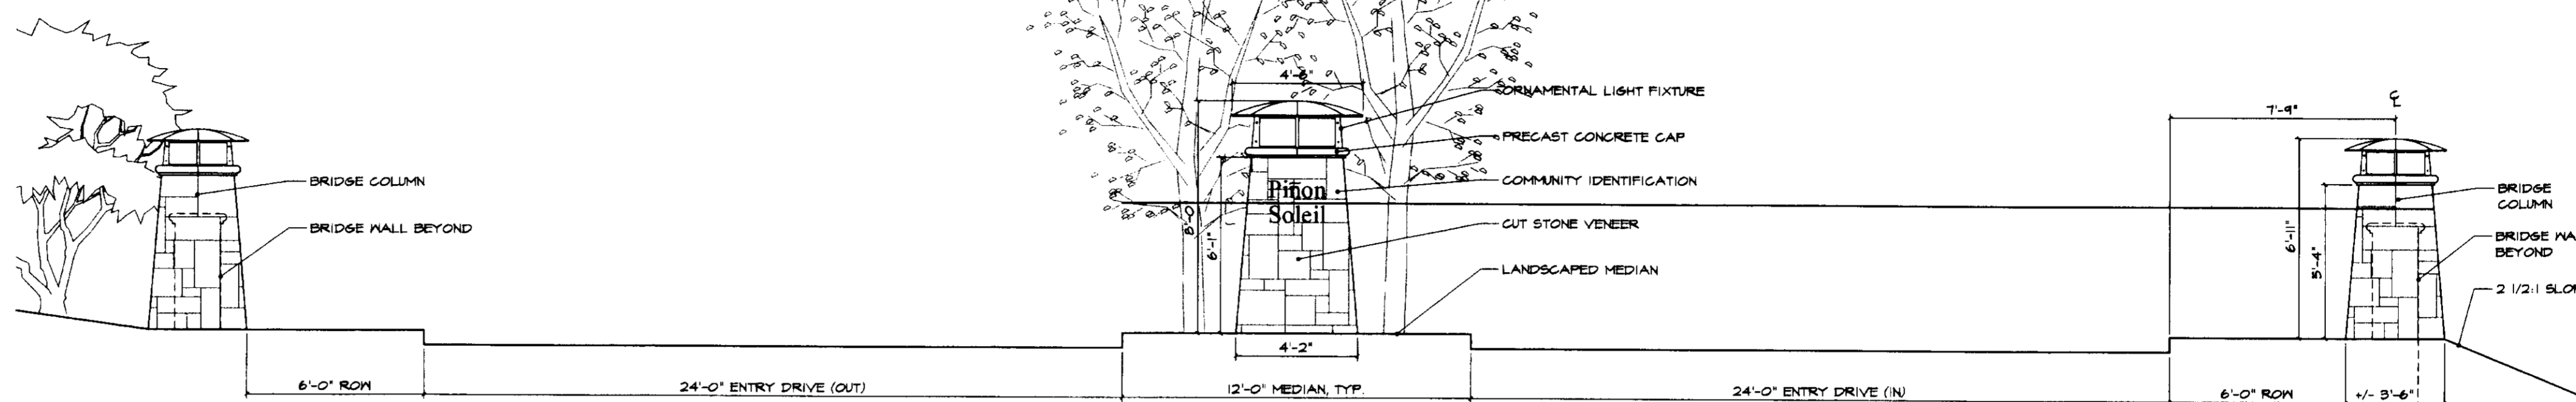 BRIDGE COLUMN
BRIDGE WALL BEYOND
6'-0" ROW
24'-0" ENTRY DRIVE (OUT)
4'-6"
8'-0"
6'-1"
Piñon
Soleil
ORNAMENTAL LIGHT FIXTURE
PRECAST CONCRETE CAP
COMMUNITY IDENTIFICATION
CUT STONE VENEER
LANDSCAPED MEDIAN
4'-2"
12'-0" MEDIAN, TYP.
24'-0" ENTRY DRIVE (IN)
7'-9"
℄
6'-11"
5'-4"
BRIDGE
COLUMN
BRIDGE WA
BEYOND
2 1/2:1 SLO
6'-0" ROW
+/- 3'-6"